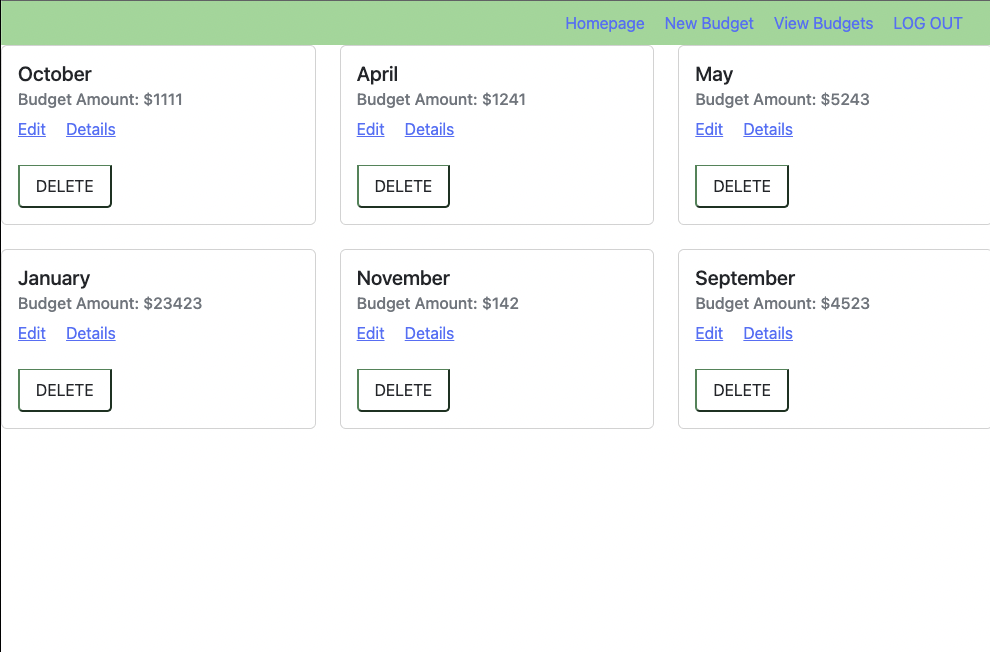 Homepage New Budget View Budgets LOG OUT
October
Budget Amount: $1111
Edit Details
DELETE
April
Budget Amount: $1241
Edit Details
DELETE
May
Budget Amount: $5243
Edit Details
DELETE
January
Budget Amount: $23423
Edit Details
DELETE
November
Budget Amount: $142
Edit Details
DELETE
September
Budget Amount: $4523
Edit Details
DELETE